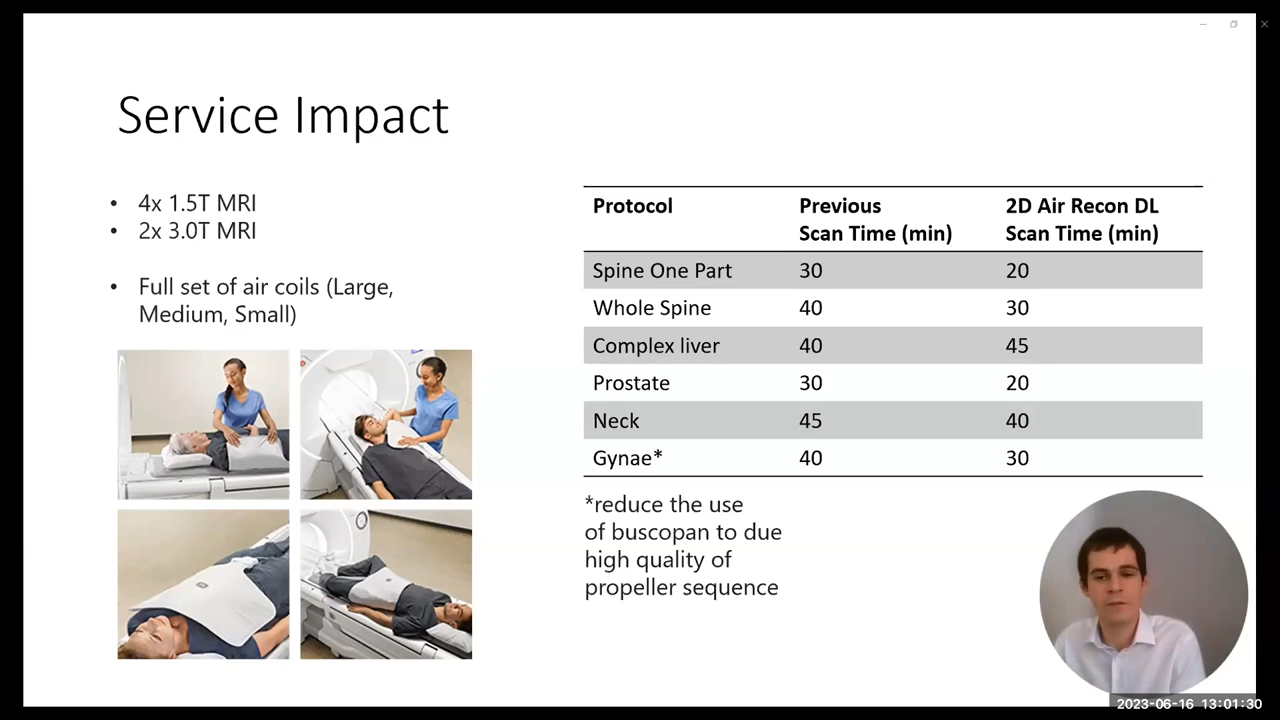 Service Impact
• 4x 1.5T MRI
• 2x 3.0T MRI
• Full set of air coils (Large,
Medium, Small)
Protocol Previous Scan Time (min) 2D Air Recon DL Scan Time (min)
Spine One Part 30 20
Whole Spine 40 30
Complex liver 40 45
Prostate 30 20
Neck 45 40
Gynae* 40 30
*reduce the use
of buscopan to due
high quality of
propeller sequence
2023-06-16 13:01:30